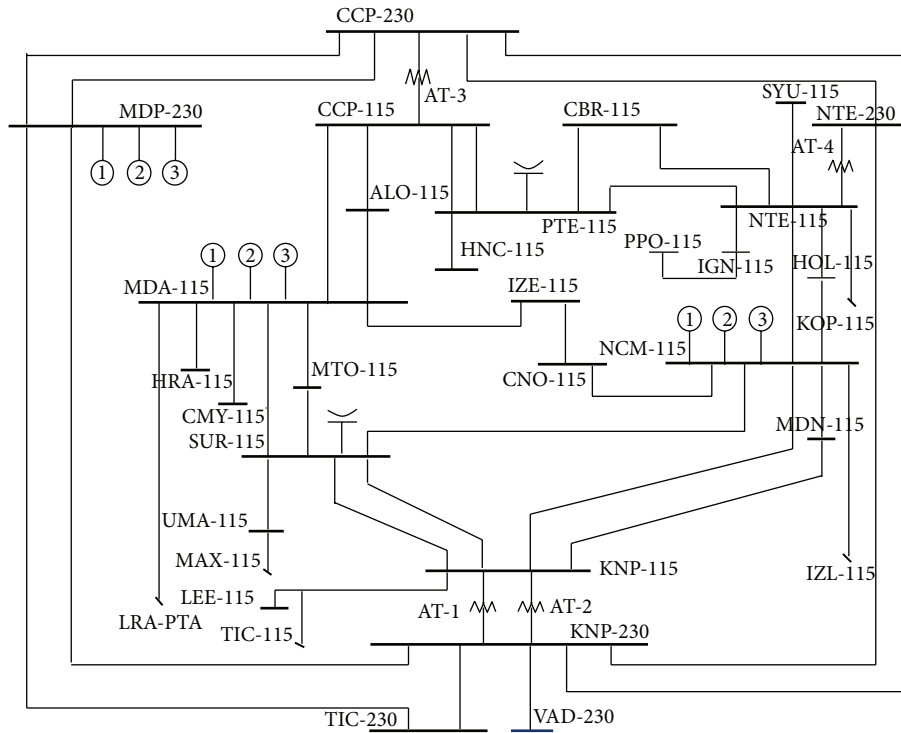 CCP-230
AT-3
MDP-230
CCP-115
CBR-115
SYU-115
NTE-230
1 2 3
AT-4
ALO-115
PTE-115
NTE-115
HNC-115
PPO-115
IGN-115
HOL-115
1 2 3
MDA-115
IZE-115
KOP-115
1 2 3
NCM-115
HRA-115
MTO-115
CNO-115
CMY-115
SUR-115
MDN-115
UMA-115
MAX-115
KNP-115
IZL-115
LEE-115
LRA-PTA
TIC-115
AT-1
AT-2
KNP-230
TIC-230
VAD-230